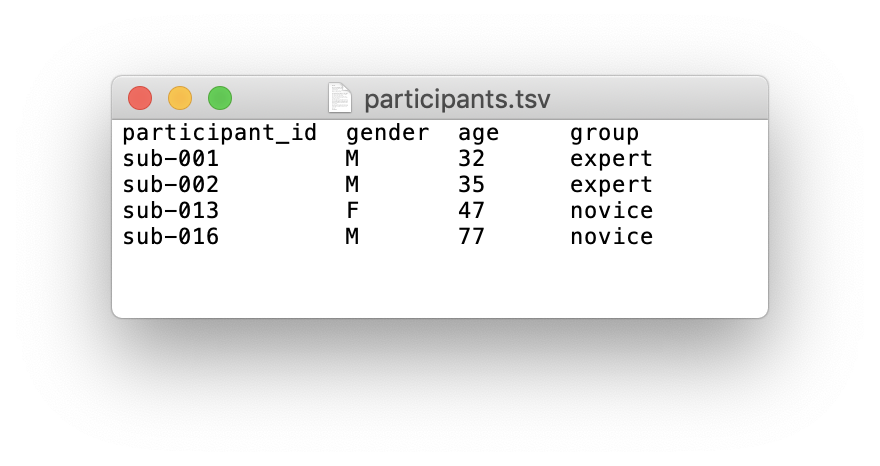 participants.tsv
participant_id gender age group
sub-001 M 32 expert
sub-002 M 35 expert
sub-013 F 47 novice
sub-016 M 77 novice